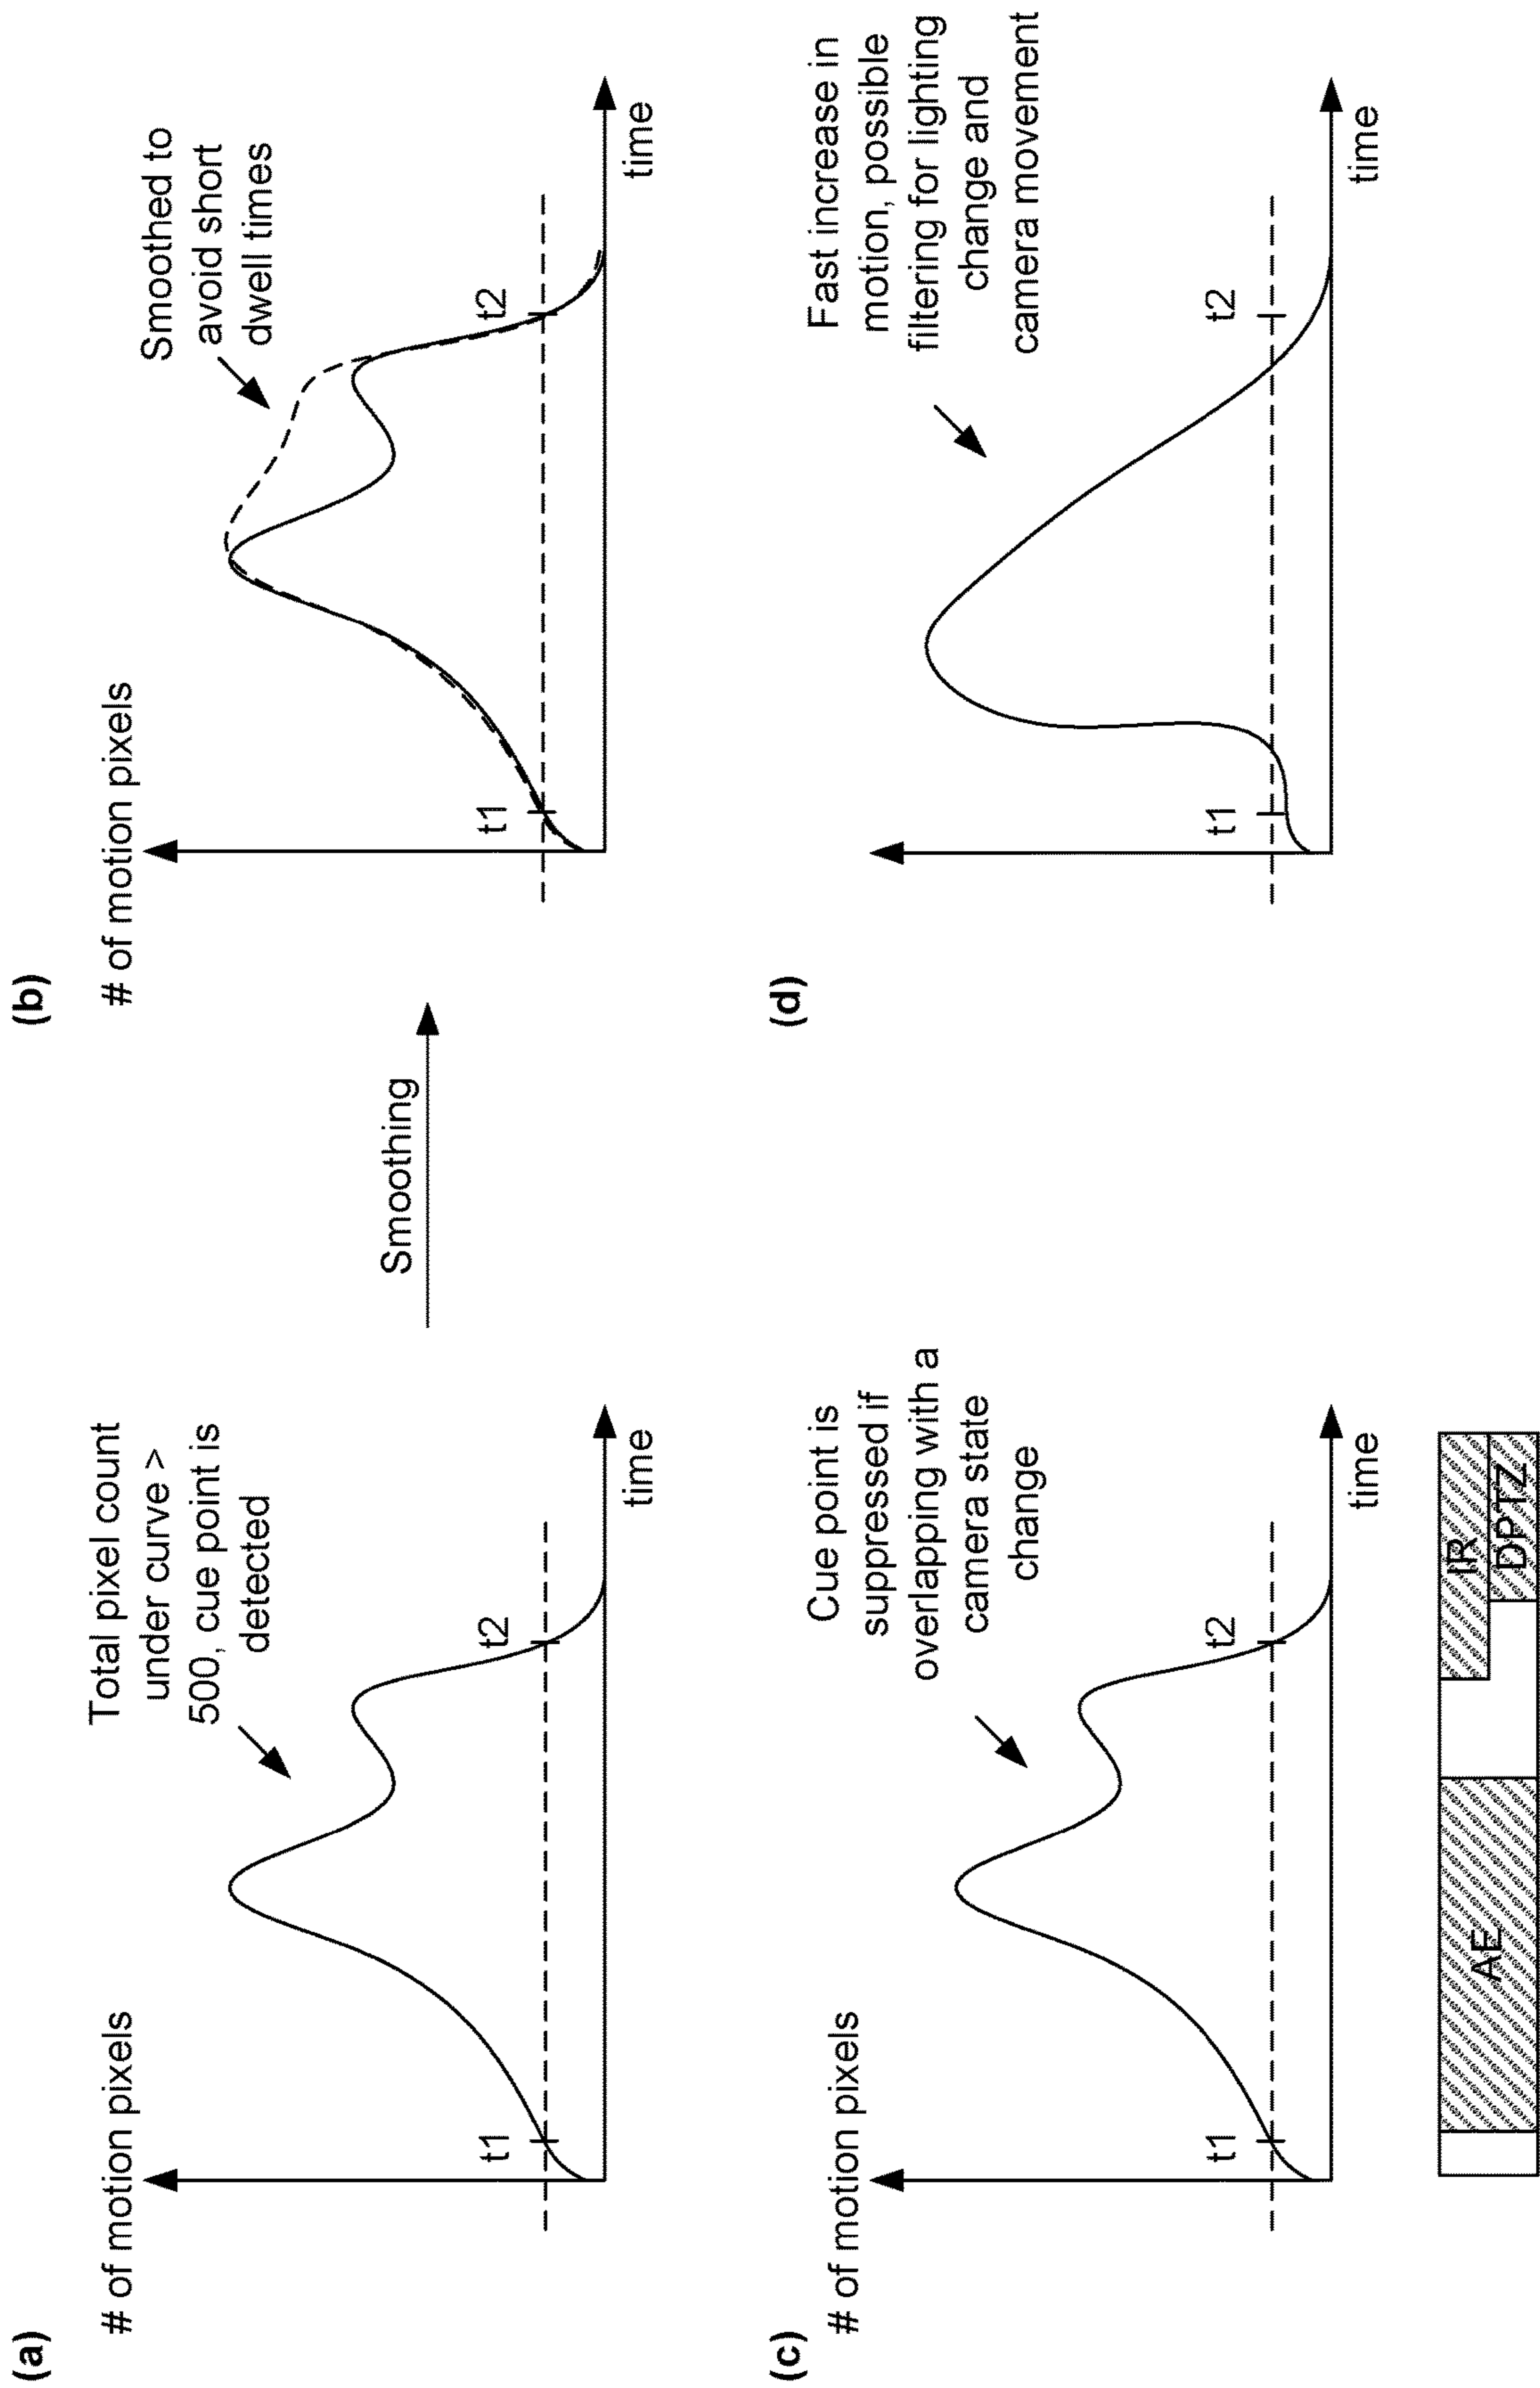 (a)
# of motion pixels
Total pixel count
under curve >
500, cue point is
detected
t1
t2
time
Smoothing
(b)
# of motion pixels
Smoothed to
avoid short
dwell times
t1
t2
time
(c)
# of motion pixels
Cue point is
suppressed if
overlapping with a
camera state
change
t1
t2
time
AE
IR
DPTZ
(d)
Fast increase in
motion, possible
filtering for lighting
change and
camera movement
t1
t2
time